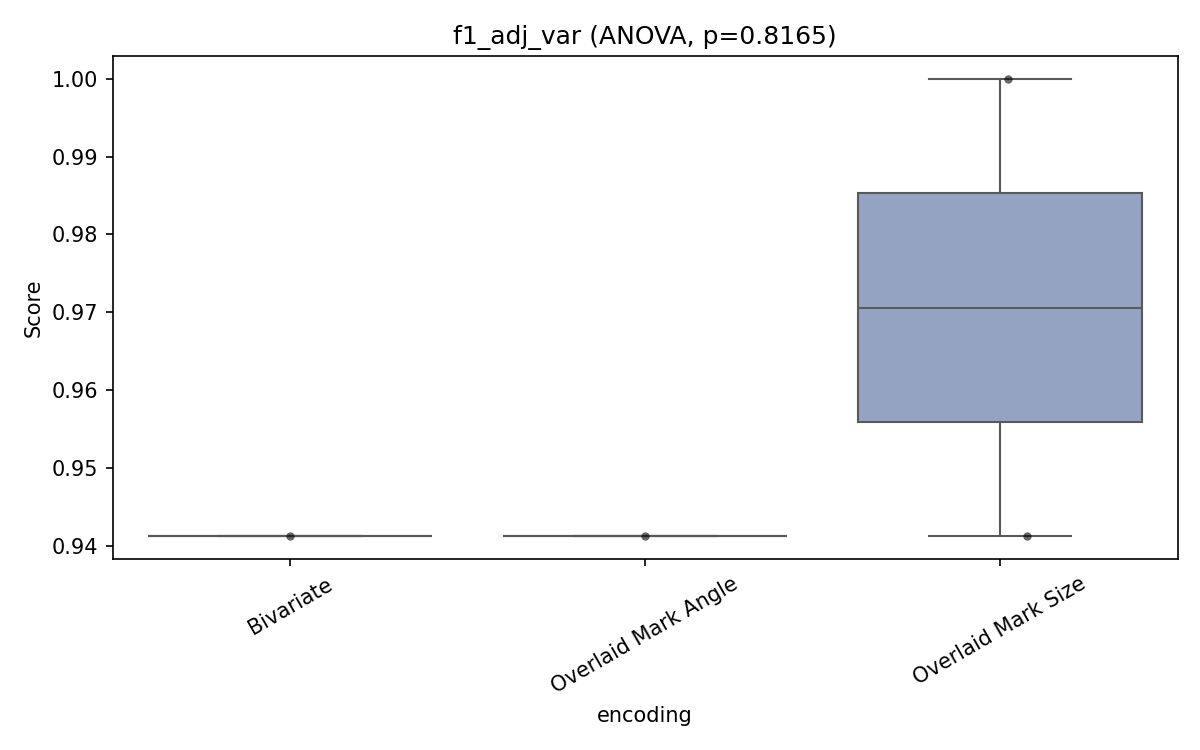 f1_adj_var (ANOVA, p=0.8165)
1.00
0.99
0.98
0.97
0.96
0.95
0.94
Score
Bivariate
Overlaid Mark Angle
Overlaid Mark Size
encoding